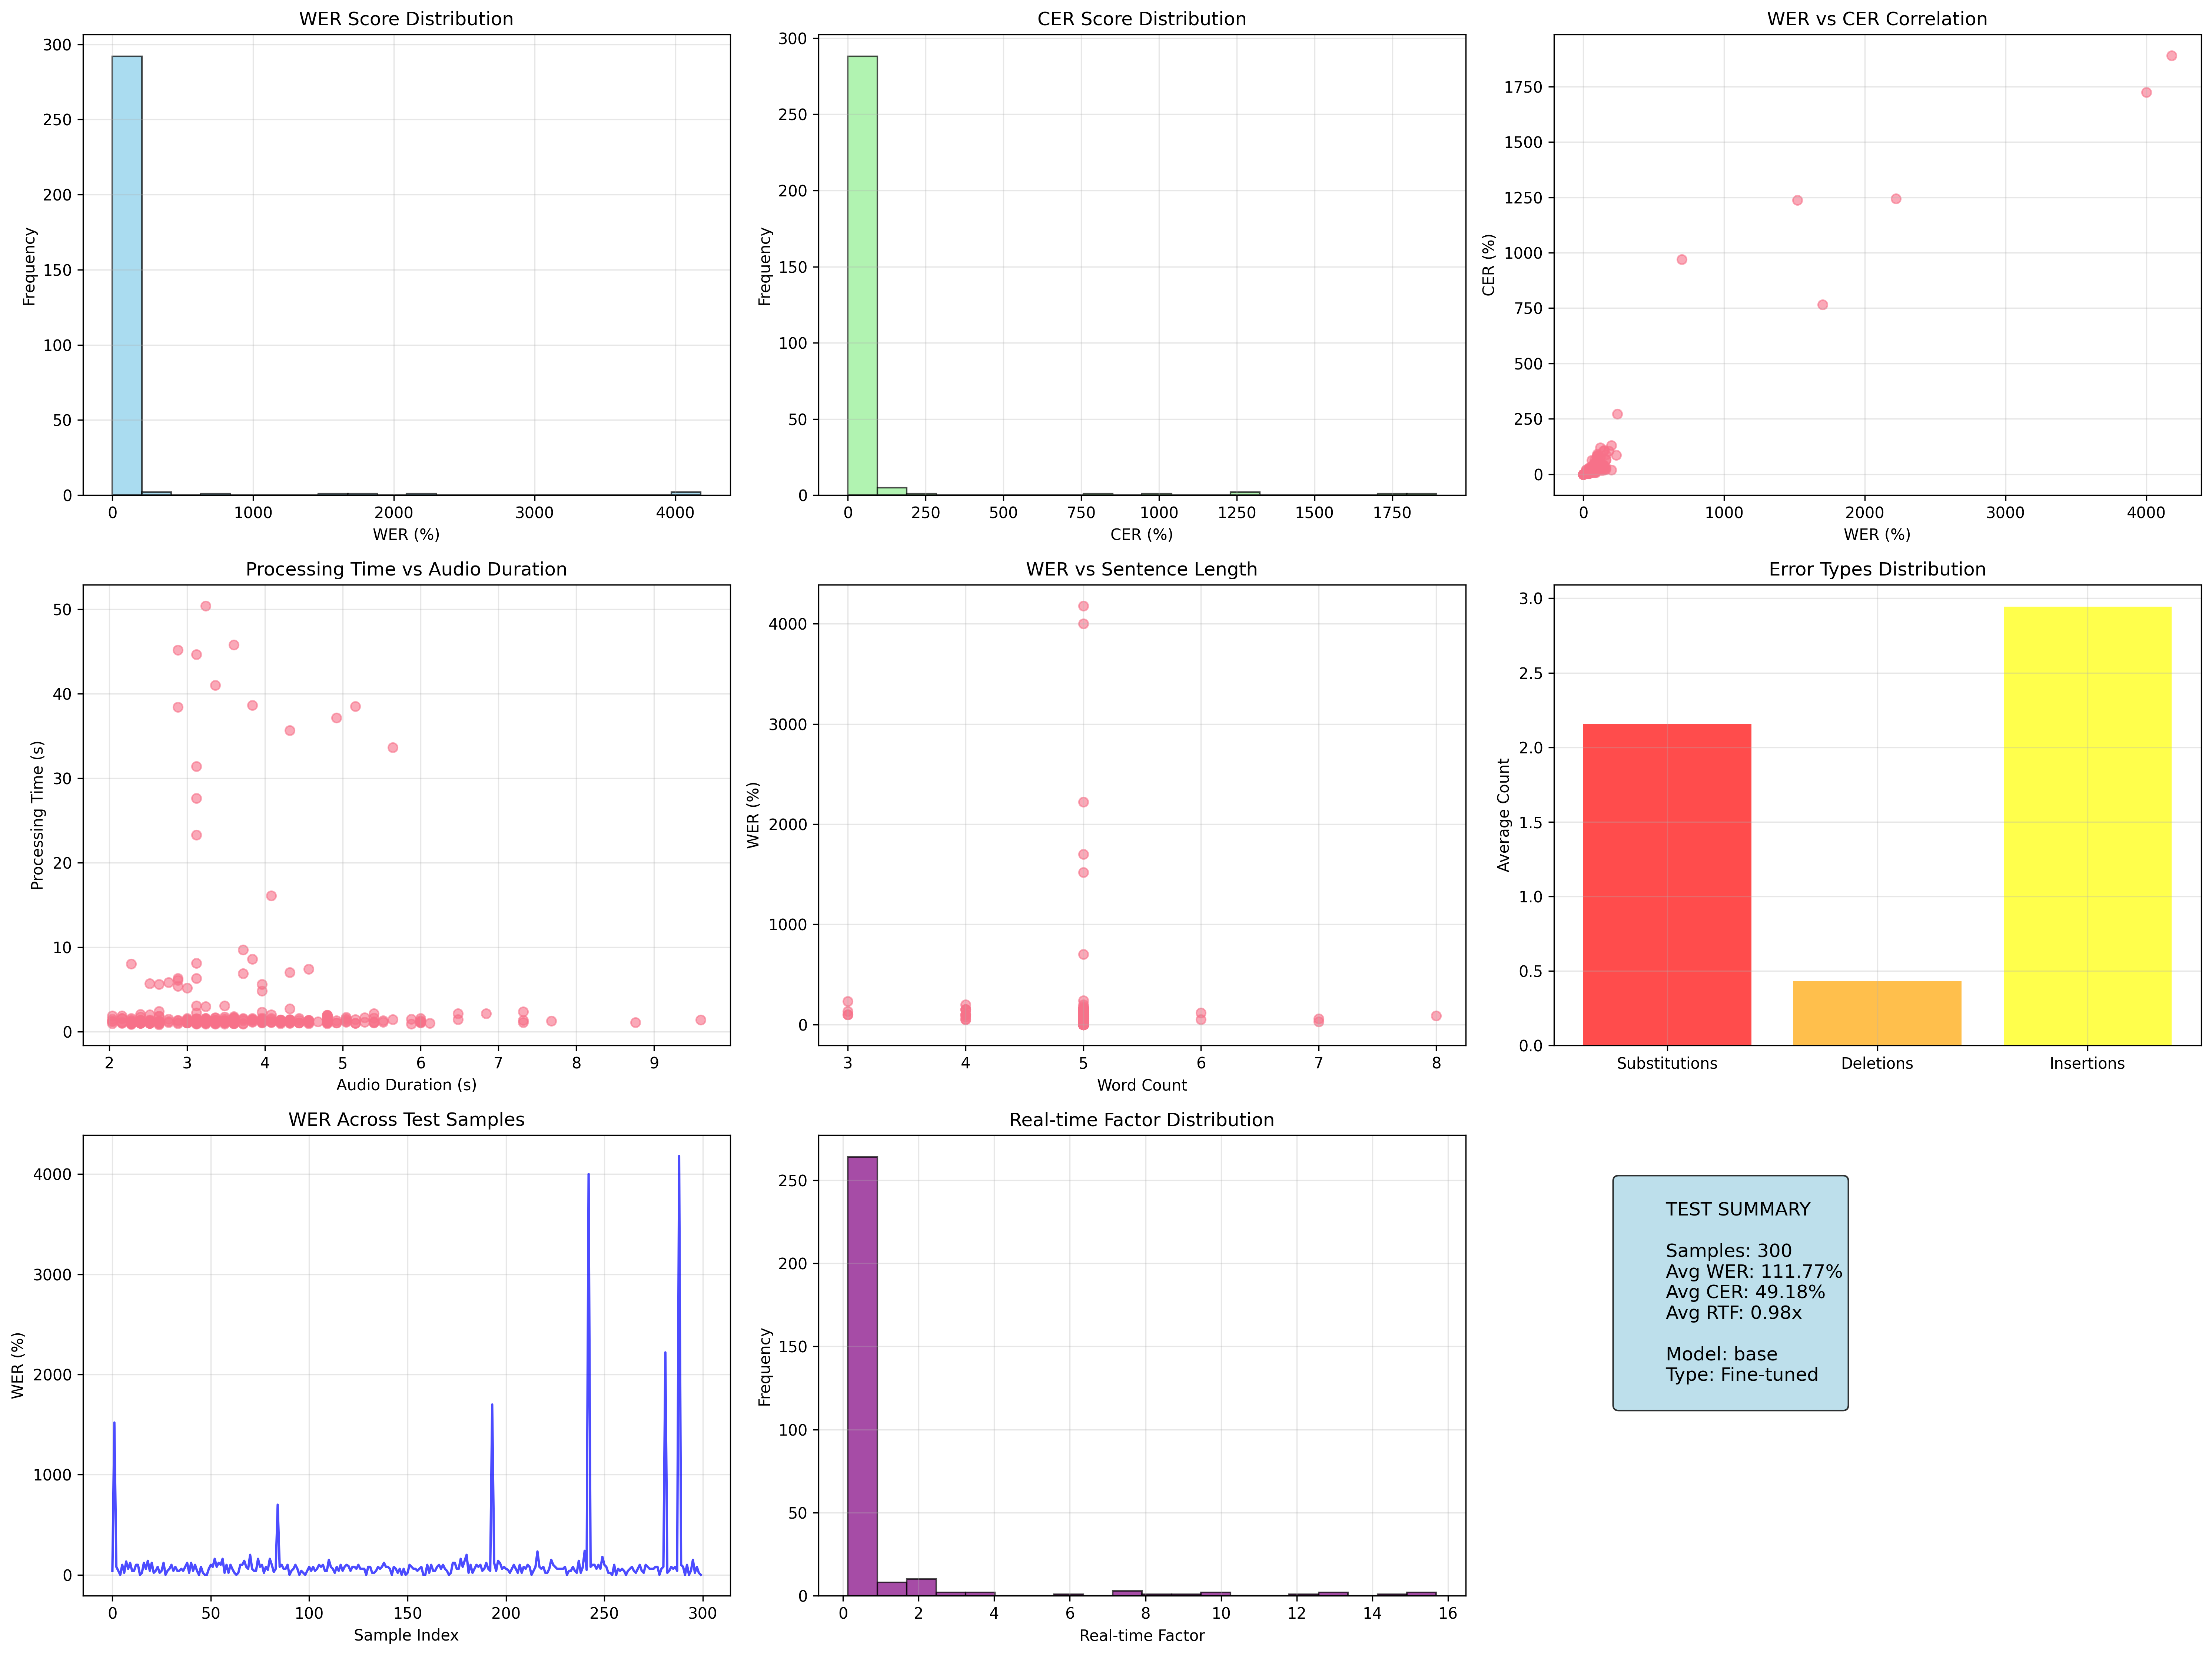 WER Score Distribution
Frequency
300
250
200
150
100
50
0
0 1000 2000 3000 4000
WER (%)
CER Score Distribution
Frequency
300
250
200
150
100
50
0
0 250 500 750 1000 1250 1500 1750
CER (%)
WER vs CER Correlation
CER (%)
1750
1500
1250
1000
750
500
250
0
0 1000 2000 3000 4000
WER (%)
Processing Time vs Audio Duration
Processing Time (s)
50
40
30
20
10
0
2 3 4 5 6 7 8 9
Audio Duration (s)
WER vs Sentence Length
WER (%)
4000
3000
2000
1000
0
3 4 5 6 7 8
Word Count
Error Types Distribution
Average Count
3.0
2.5
2.0
1.5
1.0
0.5
0.0
Substitutions Deletions Insertions
WER Across Test Samples
WER (%)
4000
3000
2000
1000
0
0 50 100 150 200 250 300
Sample Index
Real-time Factor Distribution
Frequency
250
200
150
100
50
0
0 2 4 6 8 10 12 14 16
Real-time Factor
TEST SUMMARY
Samples: 300
Avg WER: 111.77%
Avg CER: 49.18%
Avg RTF: 0.98x
Model: base
Type: Fine-tuned